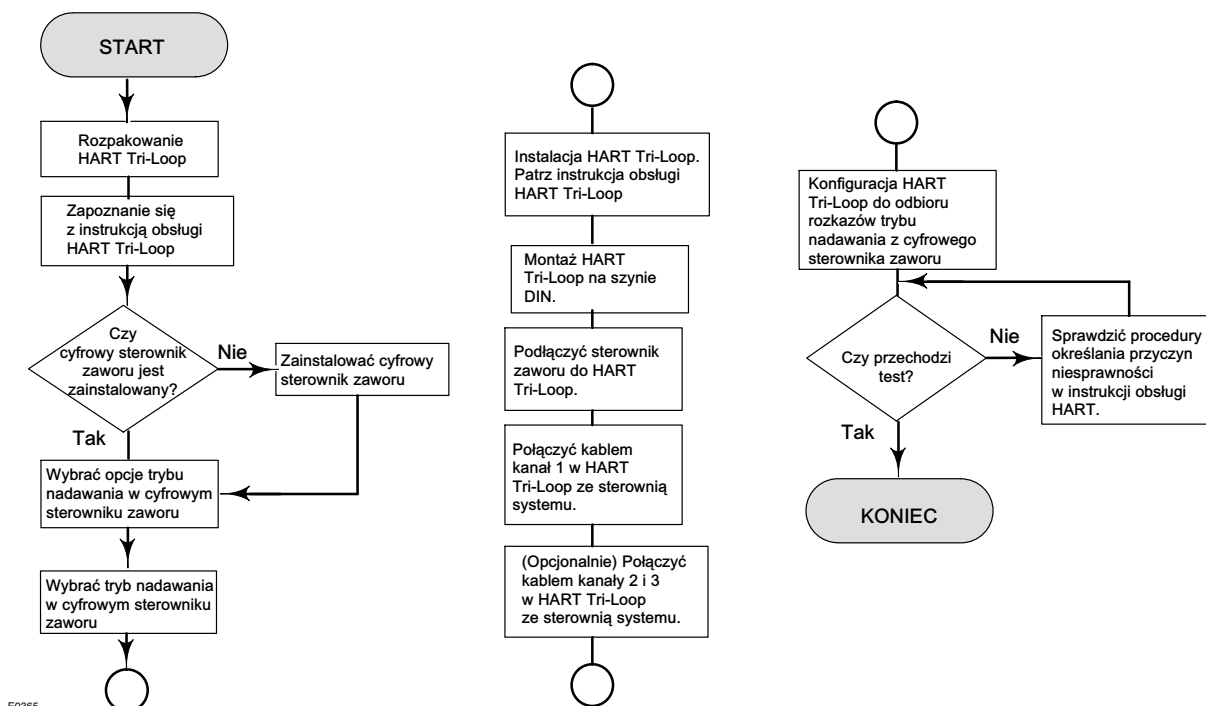 START
Rozpakowanie
HART Tri-Loop
Zapoznanie się
z instrukcją obsługi
HART Tri-Loop
Czy
cyfrowy sterownik
zaworu jest
zainstalowany?
Nie
Zainstalować cyfrowy
sterownik zaworu
Tak
Wybrać opcje trybu
nadawania w cyfrowym
sterowniku zaworu
Wybrać tryb nadawania
w cyfrowym sterowniku
zaworu
Instalacja HART Tri-Loop.
Patrz instrukcja obsługi
HART Tri-Loop
Montaż HART
Tri-Loop na szynie
DIN.
Podłączyć sterownik
zaworu do HART
Tri-Loop.
Połączyć kablem
kanał 1 w HART
Tri-Loop ze sterownią
systemu.
(Opcjonalnie) Połączyć
kablem kanały 2 i 3
w HART Tri-Loop
ze sterownią systemu.
Konfiguracja HART
Tri-Loop do odbioru
rozkazów trybu
nadawania z cyfrowego
sterownika zaworu
Czy przechodzi
test?
Nie
Sprawdzić procedury
określania przyczyn
niesprawności
w instrukcji obsługi
HART.
Tak
KONIEC